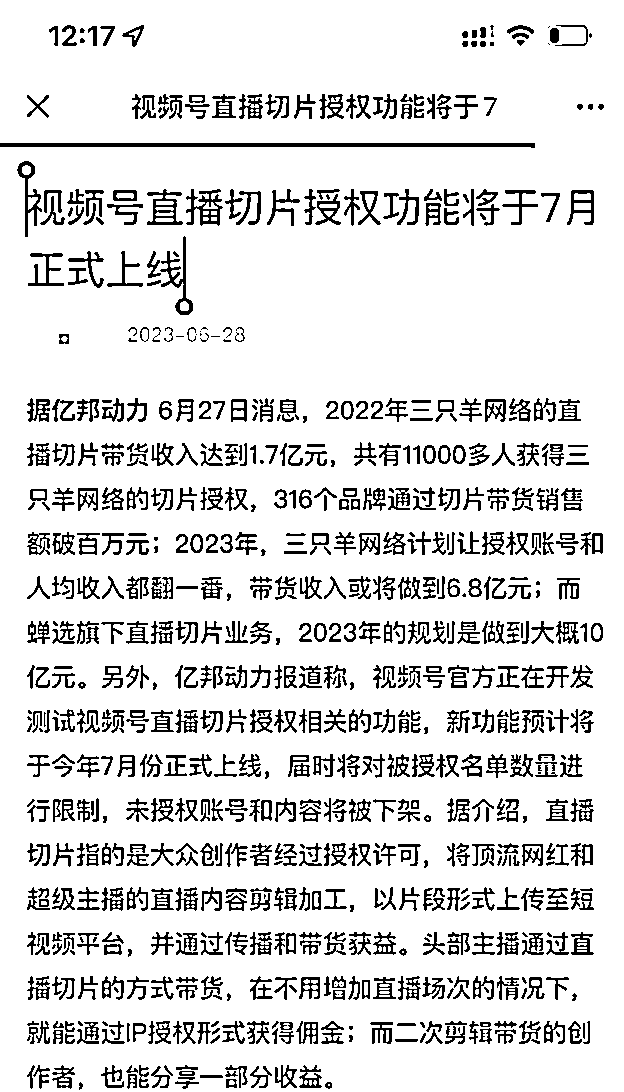 12:17
视频号直播切片授权功能将于7
视频号直播切片授权功能将于7月
正式上线
2023-06-28
据亿邦动力 6月27日消息，2022年三只羊网络的直
播切片带货收入达到1.7亿元，共有11000多人获得三
只羊网络的切片授权，316个品牌通过切片带货销售
额破百万元；2023年，三只羊网络计划让授权账号和
人均收入都翻一番，带货收入或将做到6.8亿元；而
蝉选旗下直播切片业务，2023年的规划是做到大概10
亿元。另外，亿邦动力报道称，视频号官方正在开发
测试视频号直播切片授权相关的功能，新功能预计将
于今年7月份正式上线，届时将对被授权名单数量进
行限制，未授权账号和内容将被下架。据介绍，直播
切片指的是大众创作者经过授权许可，将顶流网红和
超级主播的直播内容剪辑加工，以片段形式上传至短
视频平台，并通过传播和带货获益。头部主播通过直
播切片的方式带货，在不用增加直播场次的情况下，
就能通过IP授权形式获得佣金；而二次剪辑带货的创
作者，也能分享一部分收益。